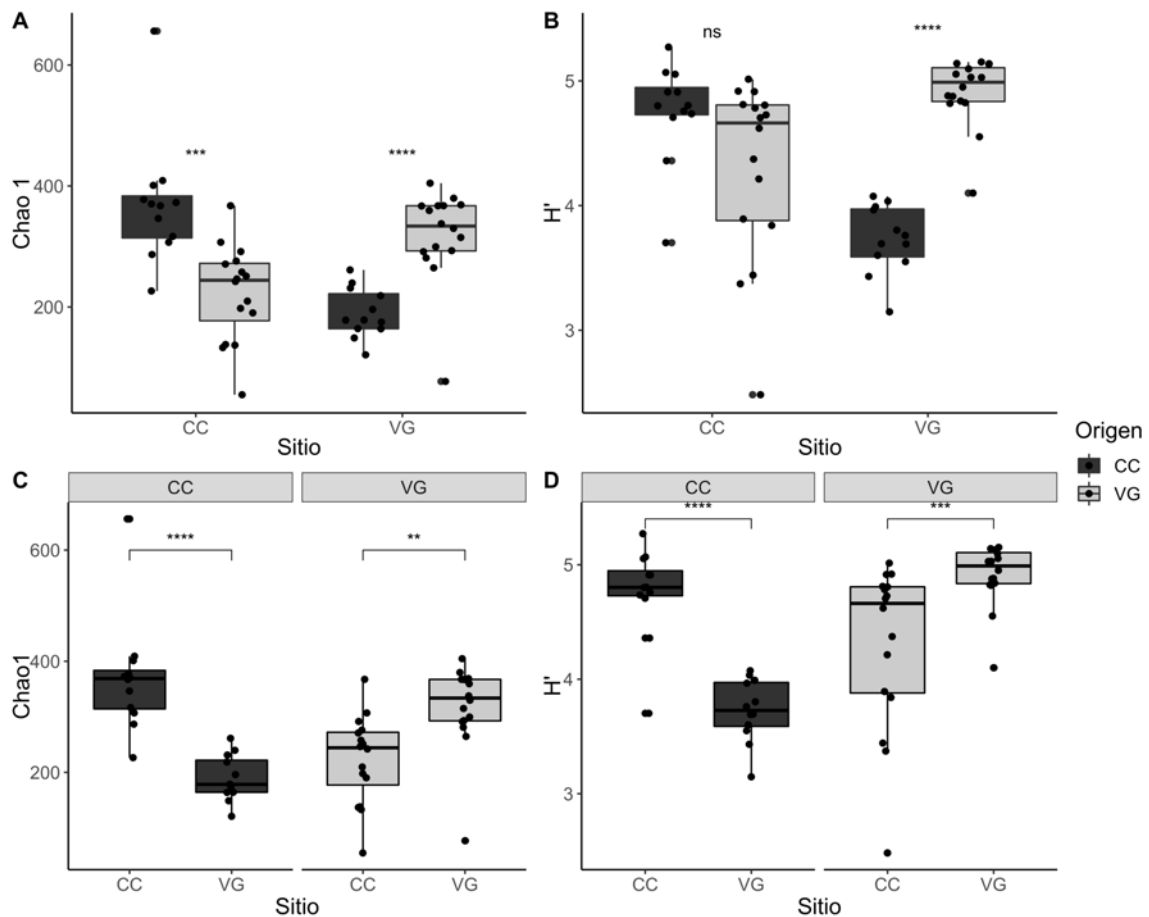 A
Chao 1
600
400
200
***
****
CC
VG
Sitio
B
H'
5
4
3
ns
****
CC
VG
Sitio
Origen
CC
VG
C
CC
VG
Chao1
600
400
200
****
**
CC
VG
CC
VG
Sitio
D
CC
VG
H'
5
4
3
****
***
CC
VG
CC
VG
Sitio